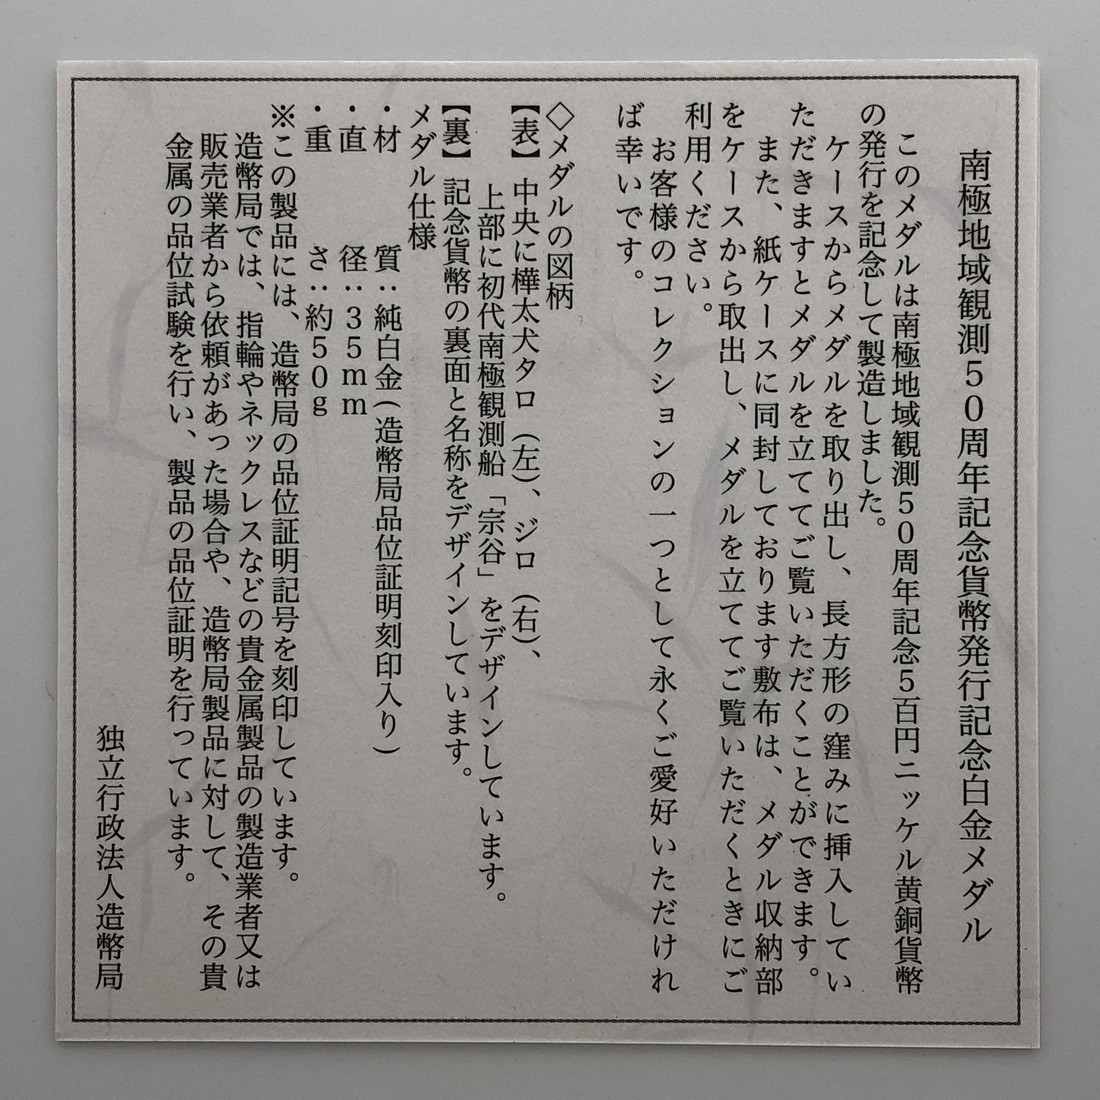 南極地域観測５０周年記念貨幣発行記念白金メダル
このメダルは南極地域観測５０周年記念５百円ニッケル黄銅貨幣
の発行を記念して製造しました。
ケースからメダルを取り出し、長方形の窪みに挿入してい
ただきますとメダルを立ててご覧いただくことができます。
また、紙ケースに同封しております敷布は、メダル収納部
をケースから取出し、メダルを立ててご覧いただくときにご
利用ください。
お客様のコレクションの一つとして永くご愛好いただけれ
ば幸いです。
◇メダルの図柄
【表】中央に樺太犬タロ（左）、ジロ（右）、
上部に初代南極観測船「宗谷」をデザインしています。
【裏】記念貨幣の裏面と名称をデザインしています。
メダル仕様
・材　　質：純白金(造幣局品位証明刻印入り)
・直　　径：３５ｍｍ
・重　　さ：約５０ｇ
※この製品には、造幣局の品位証明記号を刻印しています。
造幣局では、指輪やネックレスなどの貴金属製品の製造業者又は
販売業者から依頼があった場合や、造幣局製品に対して、その貴
金属の品位試験を行い、製品の品位証明を行っています。
独立行政法人造幣局